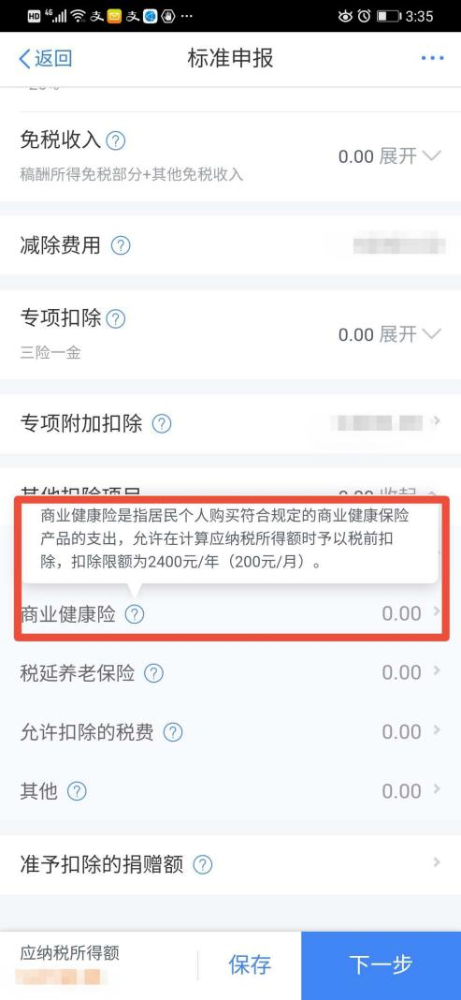 HD 4G 支 支 ... 3:35
返回 标准申报 ...
免税收入 ? 0.00 展开
稿酬所得免税部分+其他免税收入
减除费用 ?
专项扣除 ? 0.00 展开
三险一金
专项附加扣除 ?
其他扣除项目 0.00 收起
商业健康险是指居民个人购买符合规定的商业健康保险
产品的支出，允许在计算应纳税所得额时予以税前扣
除，扣除限额为2400元/年（200元/月）。
商业健康险 ? 0.00
税延养老保险 ? 0.00
允许扣除的税费 ? 0.00
其他 ? 0.00
准予扣除的捐赠额 ?
应纳税所得额
保存 下一步